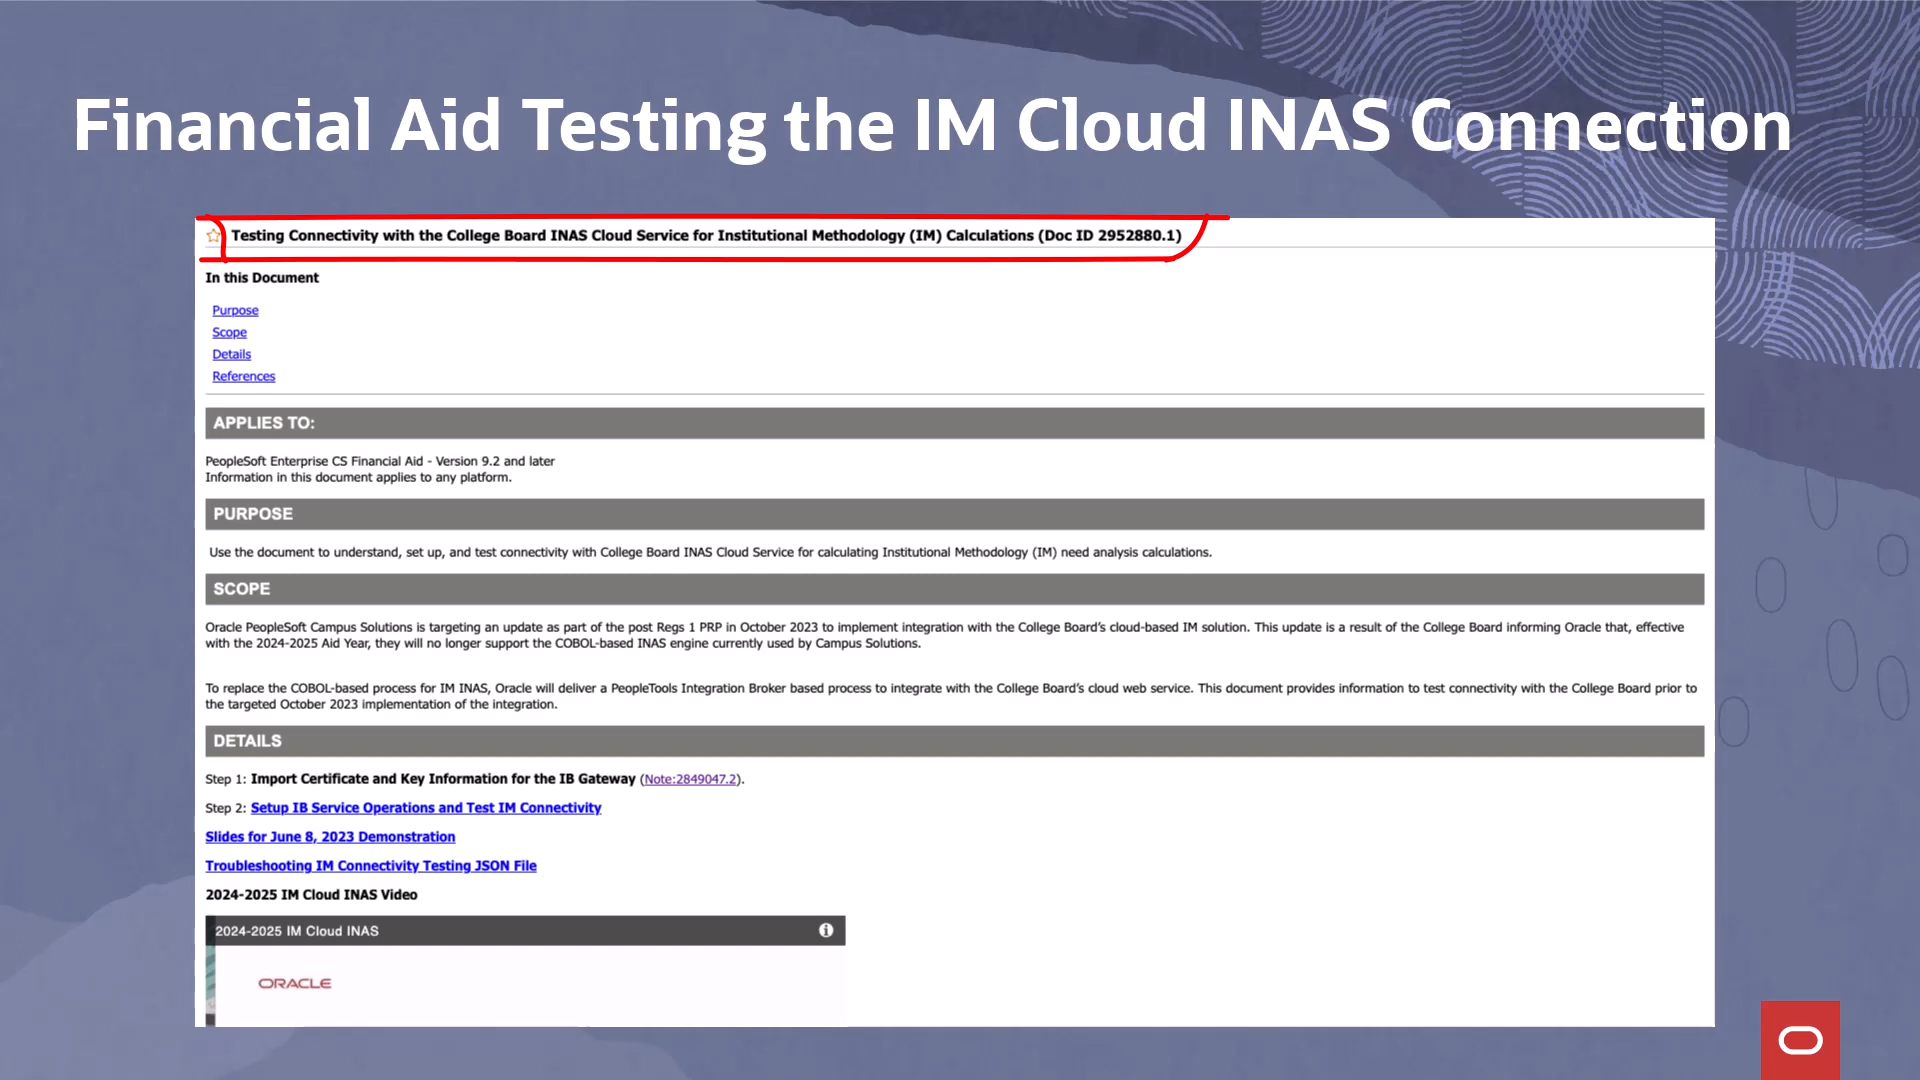 Financial Aid Testing the IM Cloud INAS Connection
Testing Connectivity with the College Board INAS Cloud Service for Institutional Methodology (IM) Calculations (Doc ID 2952880.1)
In this Document
Purpose
Scope
Details
References
APPLIES TO:
PeopleSoft Enterprise CS Financial Aid - Version 9.2 and later
Information in this document applies to any platform.
PURPOSE
Use the document to understand, set up, and test connectivity with College Board INAS Cloud Service for calculating Institutional Methodology (IM) need analysis calculations.
SCOPE
Oracle PeopleSoft Campus Solutions is targeting an update as part of the post Regs 1 PRP in October 2023 to implement integration with the College Board's cloud-based IM solution. This update is a result of the College Board informing Oracle that, effective
with the 2024-2025 Aid Year, they will no longer support the COBOL-based INAS engine currently used by Campus Solutions.
To replace the COBOL-based process for IM INAS, Oracle will deliver a PeopleTools Integration Broker based process to integrate with the College Board's cloud web service. This document provides information to test connectivity with the College Board prior to
the targeted October 2023 implementation of the integration.
DETAILS
Step 1: Import Certificate and Key Information for the IB Gateway (Note:2849047.2).
Step 2: Setup IB Service Operations and Test IM Connectivity
Slides for June 8, 2023 Demonstration
Troubleshooting IM Connectivity Testing JSON File
2024-2025 IM Cloud INAS Video
2024-2025 IM Cloud INAS
ORACLE